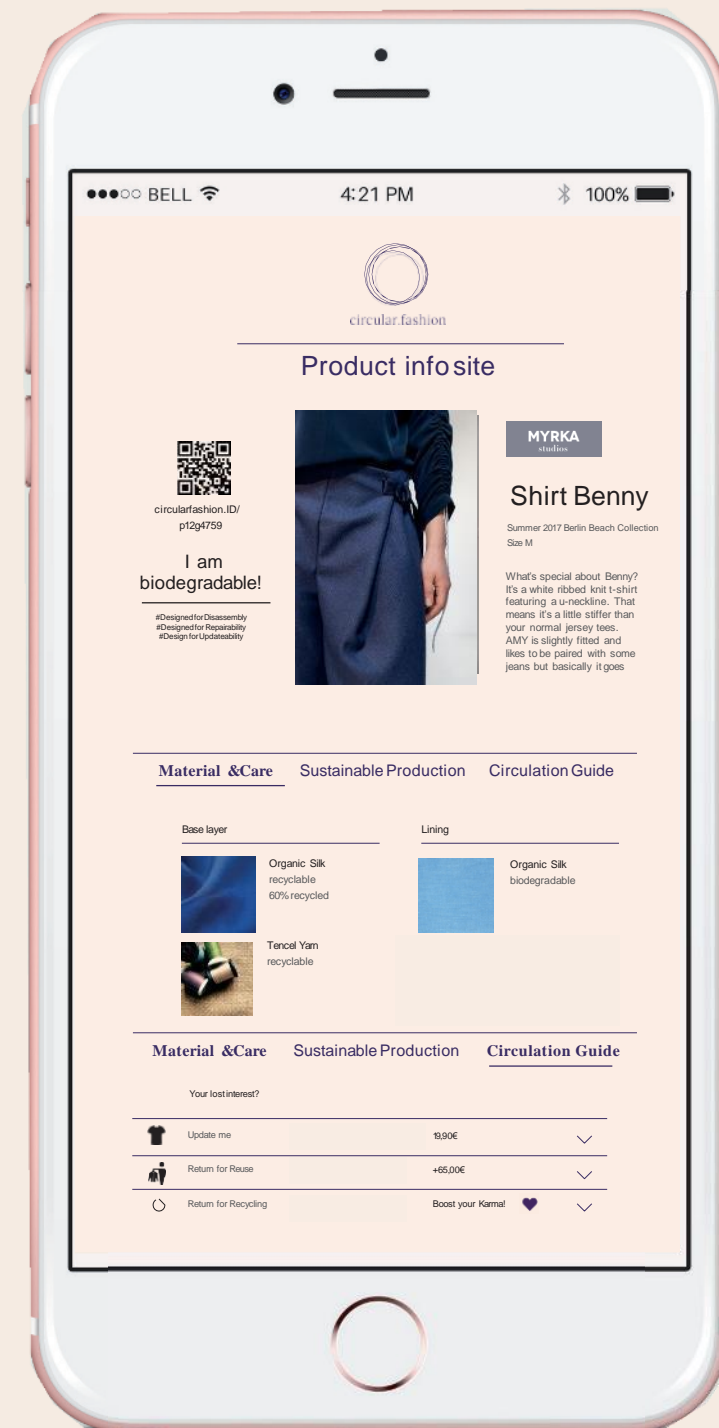 BELL
4:21 PM
100%
circular.fashion
Product info site
circularfashion.ID/
p12g4759
I am
biodegradable!
#Designed for Disassembly
#Designed for Repairability
#Design for Updateability
MYRKA
studios
Shirt Benny
Summer 2017 Berlin Beach Collection
Size M
What's special about Benny?
It's a white ribbed knit t-shirt
featuring a u-neckline. That
means it's a little stiffer than
your normal jersey tees.
AMY is slightly fitted and
likes to be paired with some
jeans but basically it goes
Material & Care
Sustainable Production
Circulation Guide
Base layer
Organic Silk
recyclable
60% recycled
Tencel Yarn
recyclable
Lining
Organic Silk
biodegradable
Material & Care
Sustainable Production
Circulation Guide
Your lost interest?
Update me 19,90€
Return for Reuse +65,00€
Return for Recycling Boost your Karma!